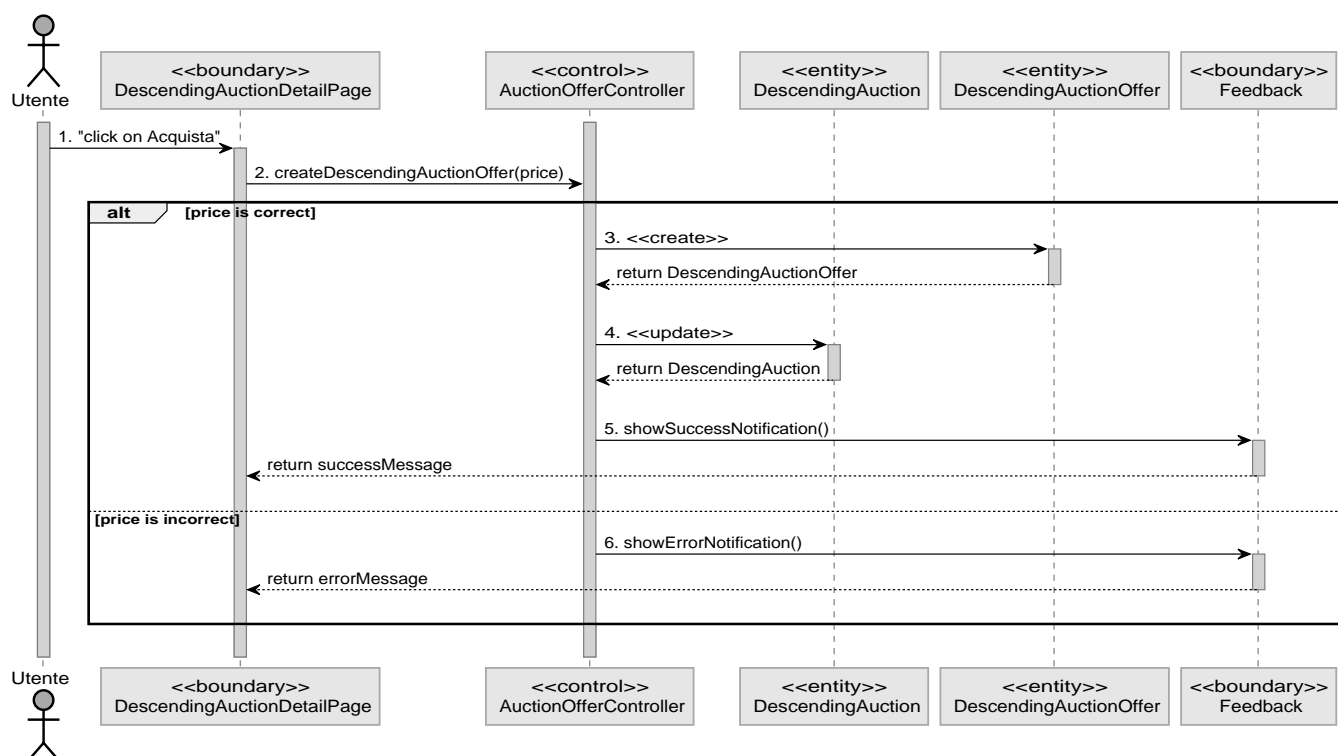 <<boundary>>
DescendingAuctionDetailPage
<<control>>
AuctionOfferController
<<entity>>
DescendingAuction
<<entity>>
DescendingAuctionOffer
<<boundary>>
Feedback
Utente
1. "click on Acquista"
2. createDescendingAuctionOffer(price)
alt
[price is correct]
3. <<create>>
return DescendingAuctionOffer
4. <<update>>
return DescendingAuction
5. showSuccessNotification()
return successMessage
[price is incorrect]
6. showErrorNotification()
return errorMessage
Utente
<<boundary>>
DescendingAuctionDetailPage
<<control>>
AuctionOfferController
<<entity>>
DescendingAuction
<<entity>>
DescendingAuctionOffer
<<boundary>>
Feedback